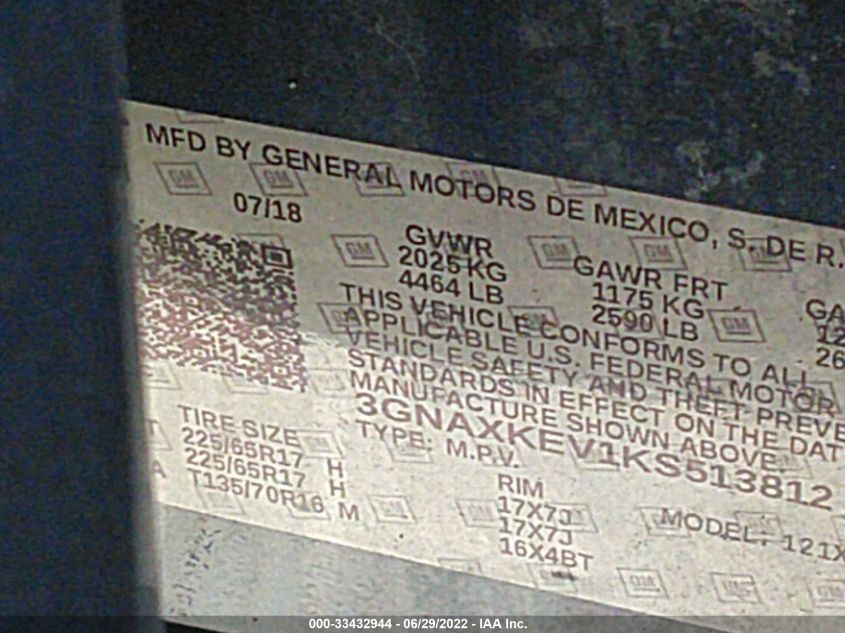 MFD BY GENERAL MOTORS DE MEXICO, S. DE R.
07/18
GVWR GAWR FRT GA
2025 KG 1175 KG 12
4464 LB 2590 LB 26
THIS VEHICLE CONFORMS TO ALL
APPLICABLE U.S. FEDERAL MOTOR
VEHICLE SAFETY AND THEFT PREVE
STANDARDS IN EFFECT ON THE DAT
MANUFACTURE SHOWN ABOVE.
3GNAXKEV1KS513812
TYPE: M.P.V.
TIRE SIZE RIM MODEL: 121X
225/65R17 H 17X7J
225/65R17 H 17X7J
T135/70R16 M 16X4BT
000-33432944 - 06/29/2022 - IAA Inc.